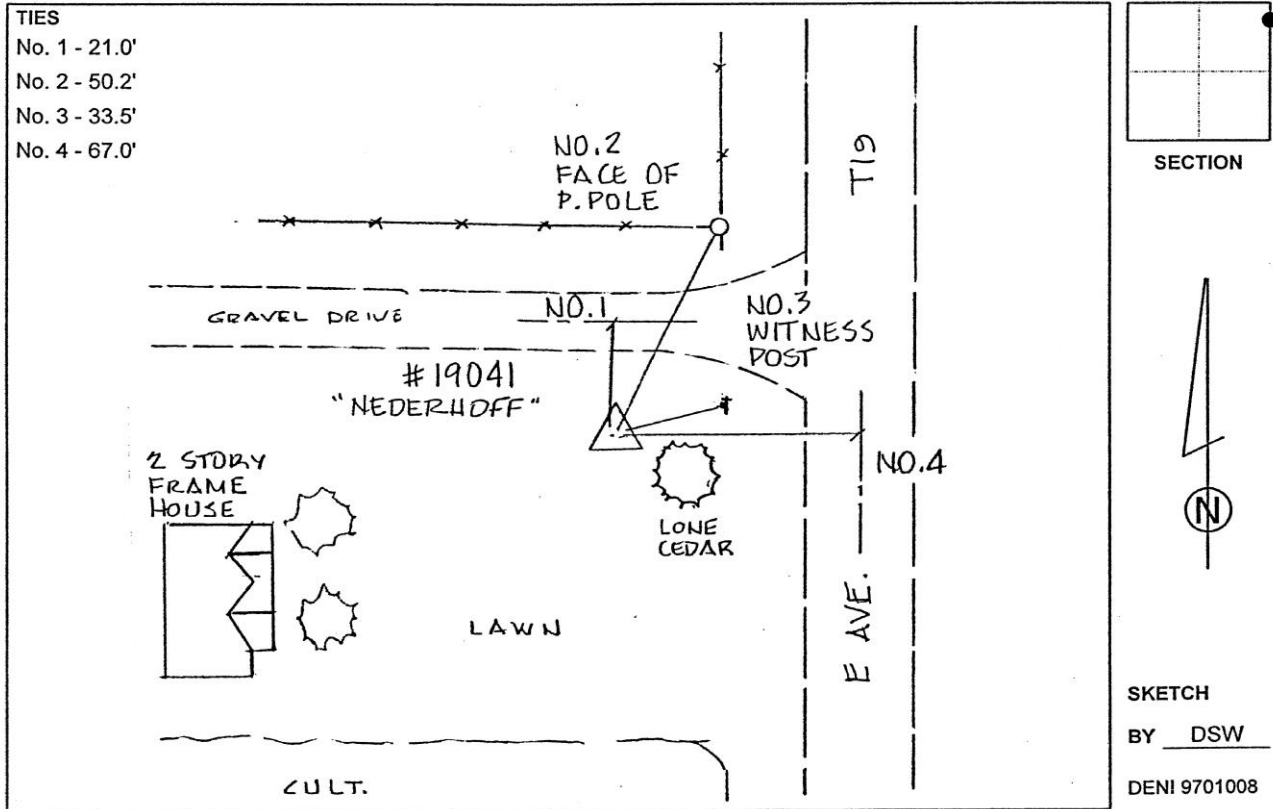 TIES
No. 1 - 21.0'
No. 2 - 50.2'
No. 3 - 33.5'
No. 4 - 67.0'
NO.2
FACE OF
P. POLE
T19
SECTION
GRAVEL DRIVE
NO.1
NO.3
WITNESS
POST
#19041
"NEDERHOFF"
NO.4
2 STORY
FRAME
HOUSE
LONE
CEDAR
N
LAWN
E AVE.
CULT.
SKETCH
BY DSW
DENI 9701008